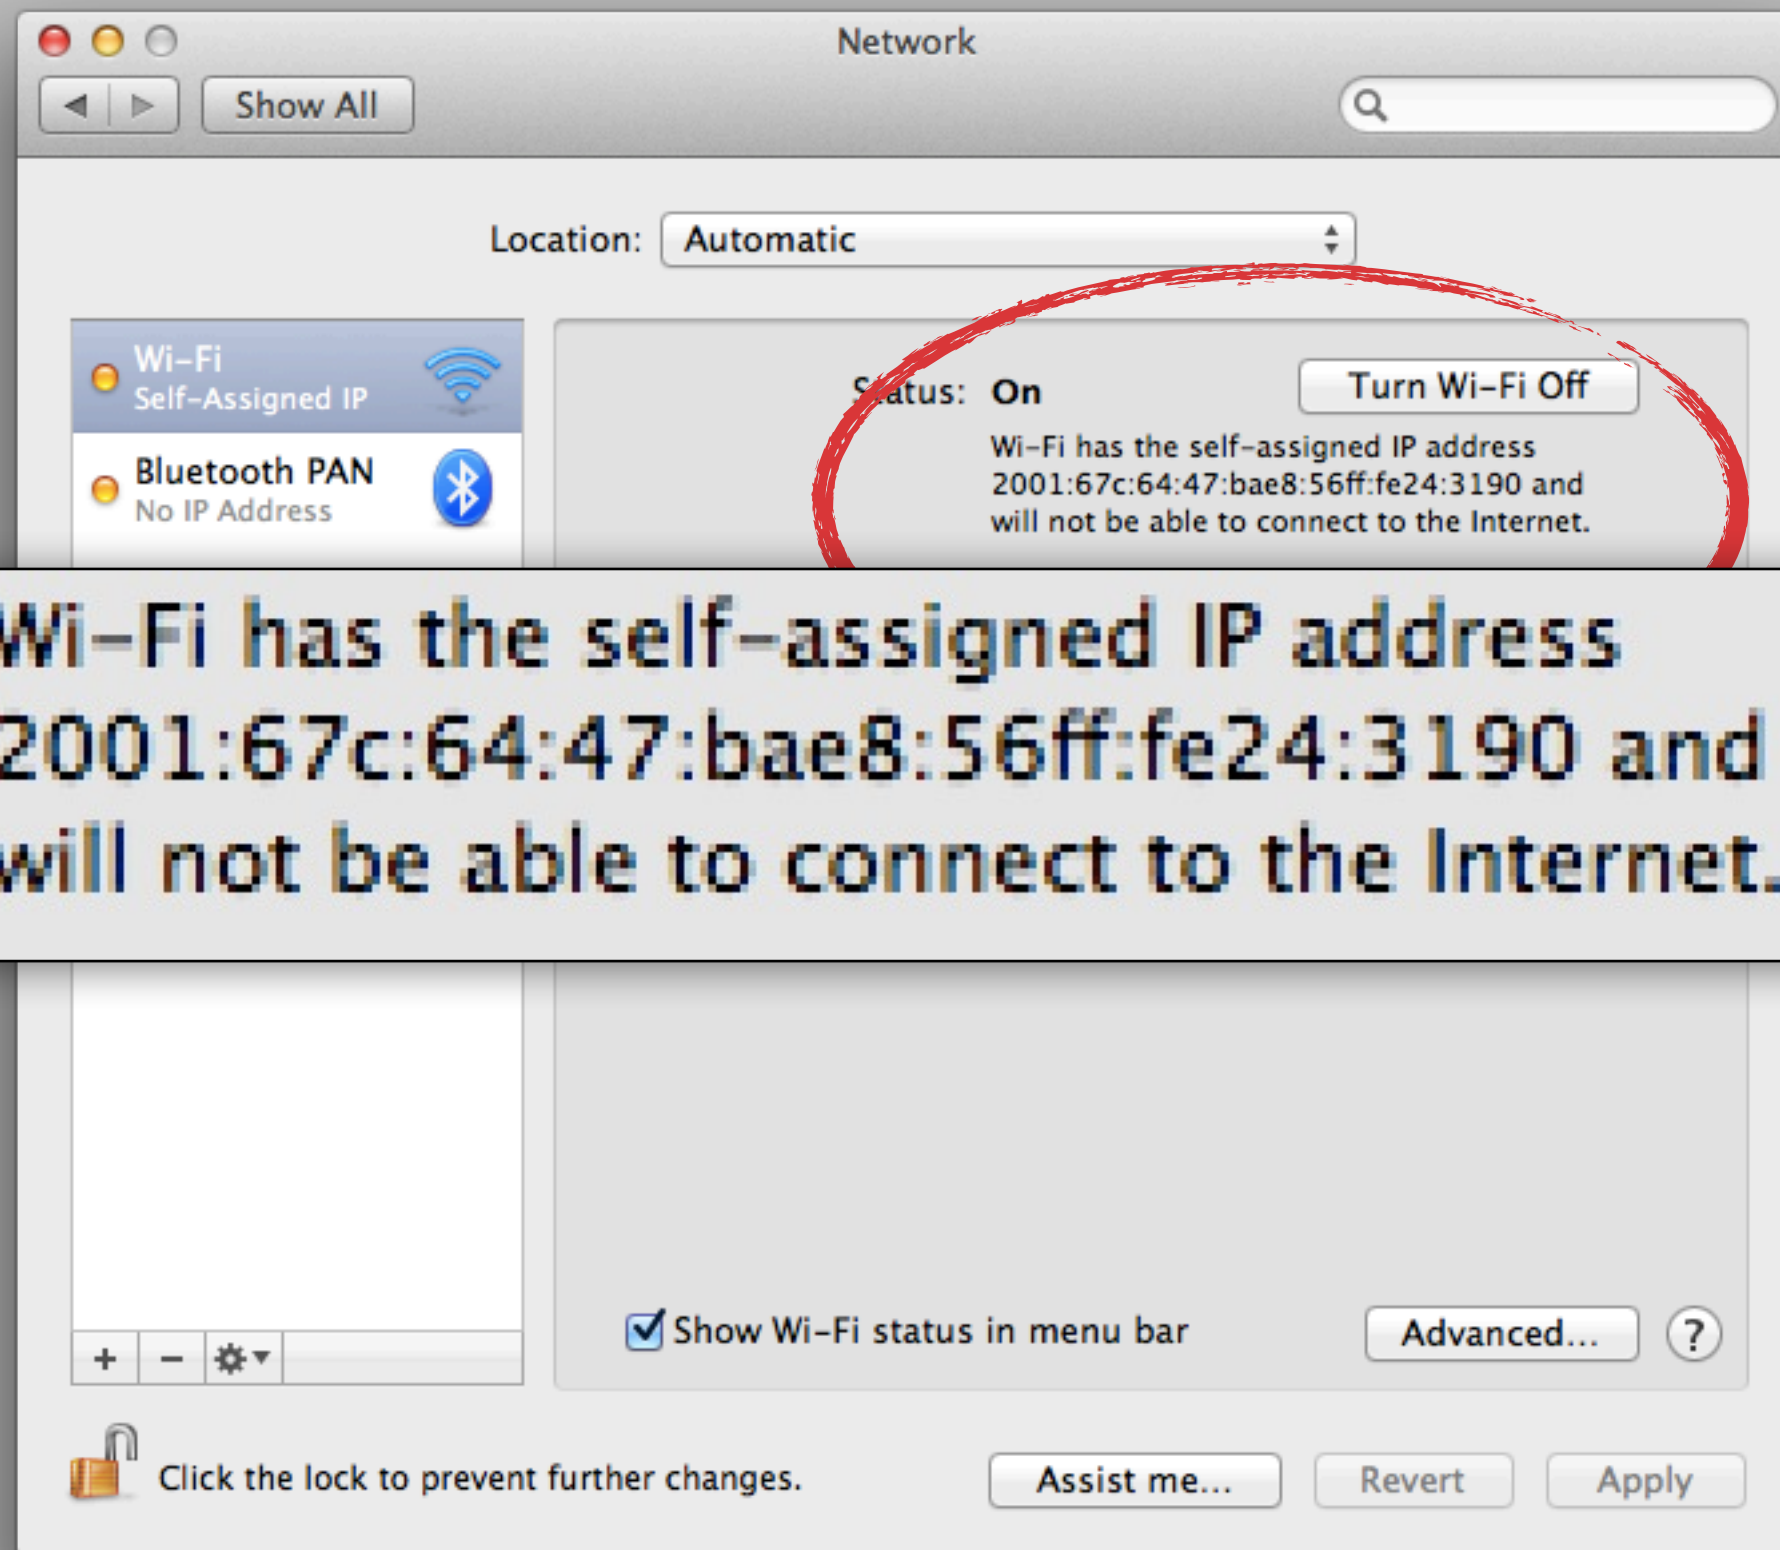 Network
Show All
Location: Automatic
Wi-Fi
Self-Assigned IP
Bluetooth PAN
No IP Address
Status: On
Turn Wi-Fi Off
Wi-Fi has the self-assigned IP address
2001:67c:64:47:bae8:56ff:fe24:3190 and
will not be able to connect to the Internet.
Wi-Fi has the self-assigned IP address
2001:67c:64:47:bae8:56ff:fe24:3190 and
will not be able to connect to the Internet.
Show Wi-Fi status in menu bar
Advanced...
?
Click the lock to prevent further changes.
Assist me...
Revert
Apply